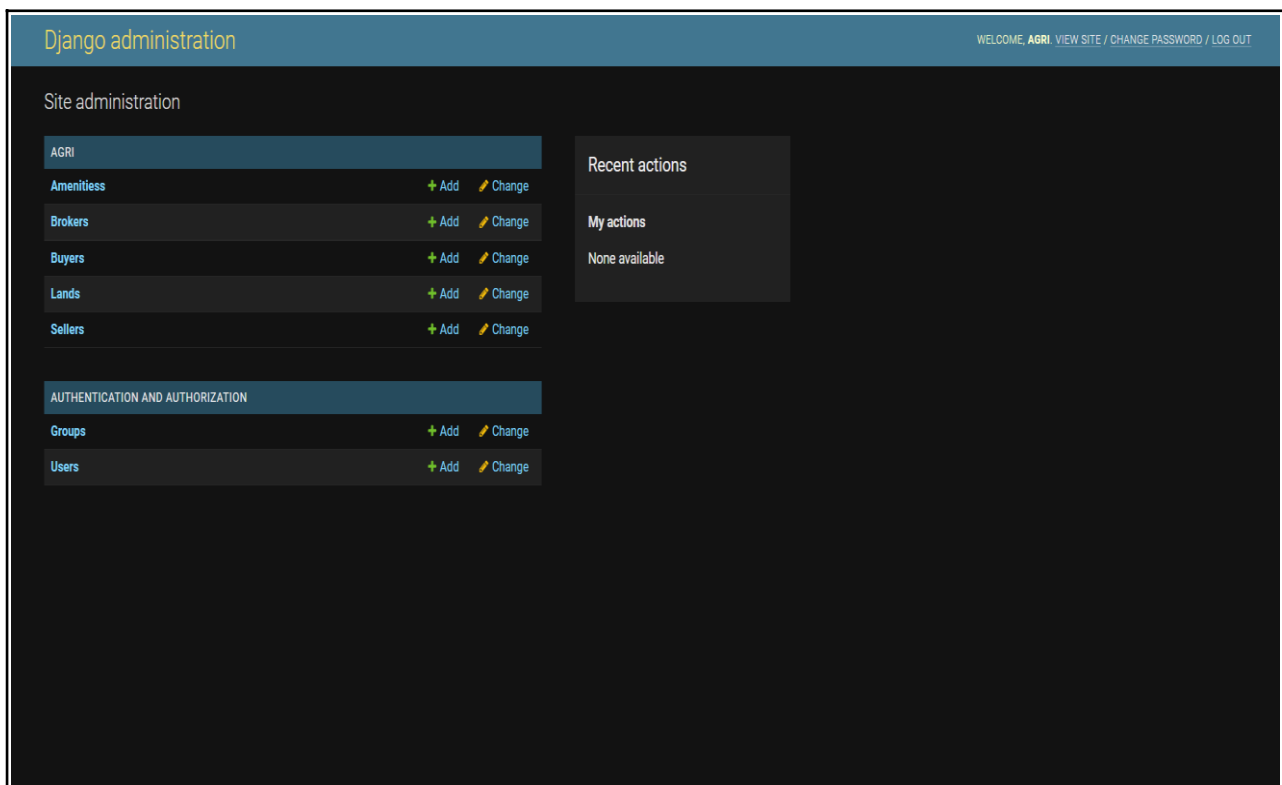 Django administration
WELCOME, AGRI. VIEW SITE / CHANGE PASSWORD / LOG OUT
Site administration
AGRI
Amenitiess + Add Change
Brokers + Add Change
Buyers + Add Change
Lands + Add Change
Sellers + Add Change
AUTHENTICATION AND AUTHORIZATION
Groups + Add Change
Users + Add Change
Recent actions
My actions
None available